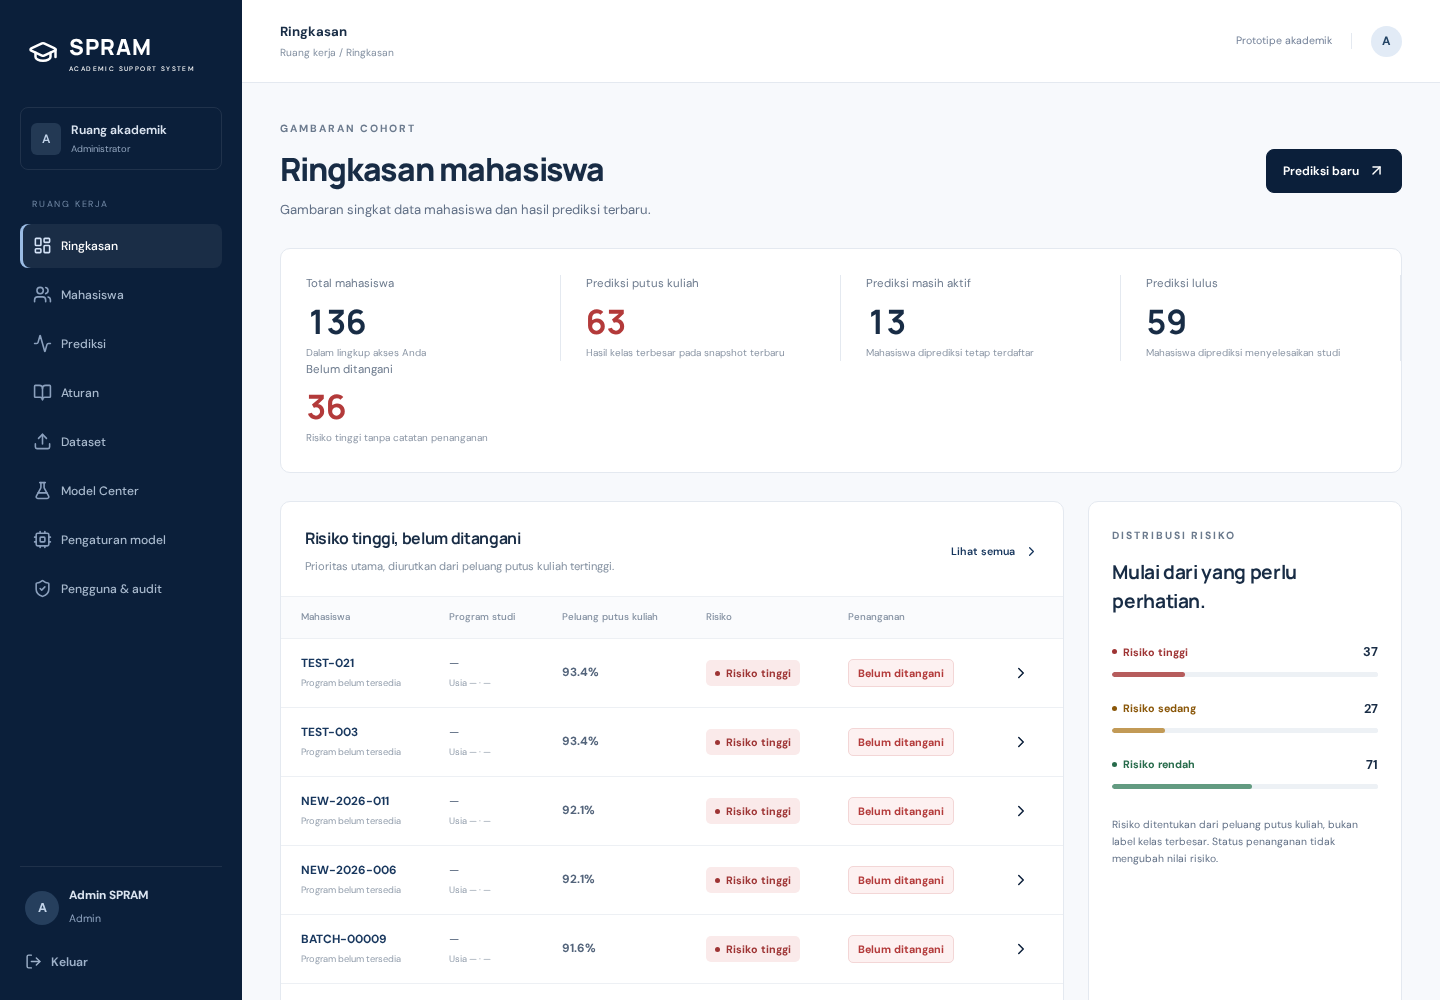 SPRAM
ACADEMIC SUPPORT SYSTEM
A
Ruang akademik
Administrator
RUANG KERJA
Ringkasan
Mahasiswa
Prediksi
Aturan
Dataset
Model Center
Pengaturan model
Pengguna & audit
A
Admin SPRAM
Admin
Keluar
Ringkasan
Ruang kerja / Ringkasan
Prototipe akademik
A
GAMBARAN COHORT
Ringkasan mahasiswa
Gambaran singkat data mahasiswa dan hasil prediksi terbaru.
Prediksi baru
Total mahasiswa
136
Dalam lingkup akses Anda
Prediksi putus kuliah
63
Hasil kelas terbesar pada snapshot terbaru
Prediksi masih aktif
13
Mahasiswa diprediksi tetap terdaftar
Prediksi lulus
59
Mahasiswa diprediksi menyelesaikan studi
Belum ditangani
36
Risiko tinggi tanpa catatan penanganan
Risiko tinggi, belum ditangani
Prioritas utama, diurutkan dari peluang putus kuliah tertinggi.
Lihat semua
Mahasiswa Program studi Peluang putus kuliah Risiko Penanganan
TEST-021 — 93.4% Risiko tinggi Belum ditangani
Program belum tersedia Usia — · —
TEST-003 — 93.4% Risiko tinggi Belum ditangani
Program belum tersedia Usia — · —
NEW-2026-011 — 92.1% Risiko tinggi Belum ditangani
Program belum tersedia Usia — · —
NEW-2026-006 — 92.1% Risiko tinggi Belum ditangani
Program belum tersedia Usia — · —
BATCH-00009 — 91.6% Risiko tinggi Belum ditangani
Program belum tersedia Usia — · —
DISTRIBUSI RISIKO
Mulai dari yang perlu
perhatian.
Risiko tinggi 37
Risiko sedang 27
Risiko rendah 71
Risiko ditentukan dari peluang putus kuliah, bukan
label kelas terbesar. Status penanganan tidak
mengubah nilai risiko.